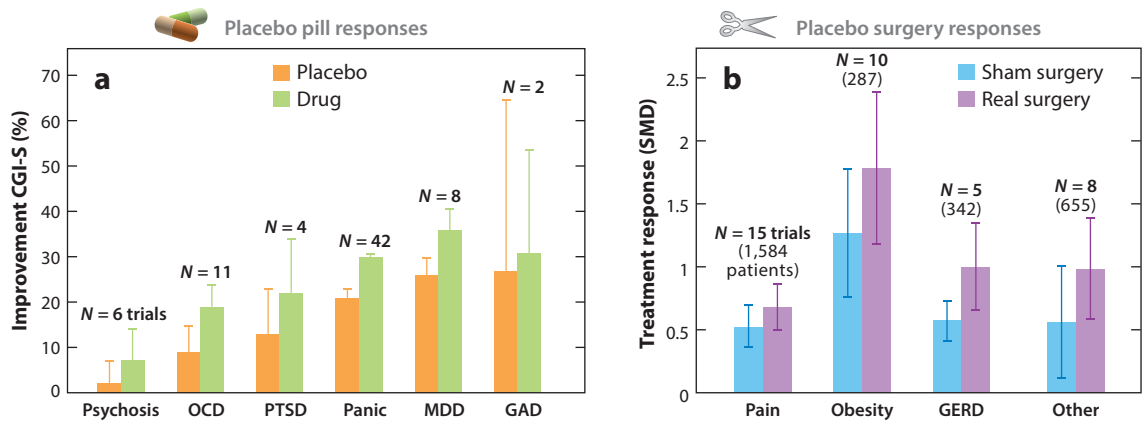 Placebo pill responses
a
Placebo
Drug
Improvement CGI-S (%)
70
60
50
40
30
20
10
0
N = 6 trials
N = 11
N = 4
N = 42
N = 8
N = 2
Psychosis
OCD
PTSD
Panic
MDD
GAD
Placebo surgery responses
b
Sham surgery
Real surgery
Treatment response (SMD)
2.5
2
1.5
1
0.5
0
N = 15 trials
(1,584
patients)
N = 10
(287)
N = 5
(342)
N = 8
(655)
Pain
Obesity
GERD
Other